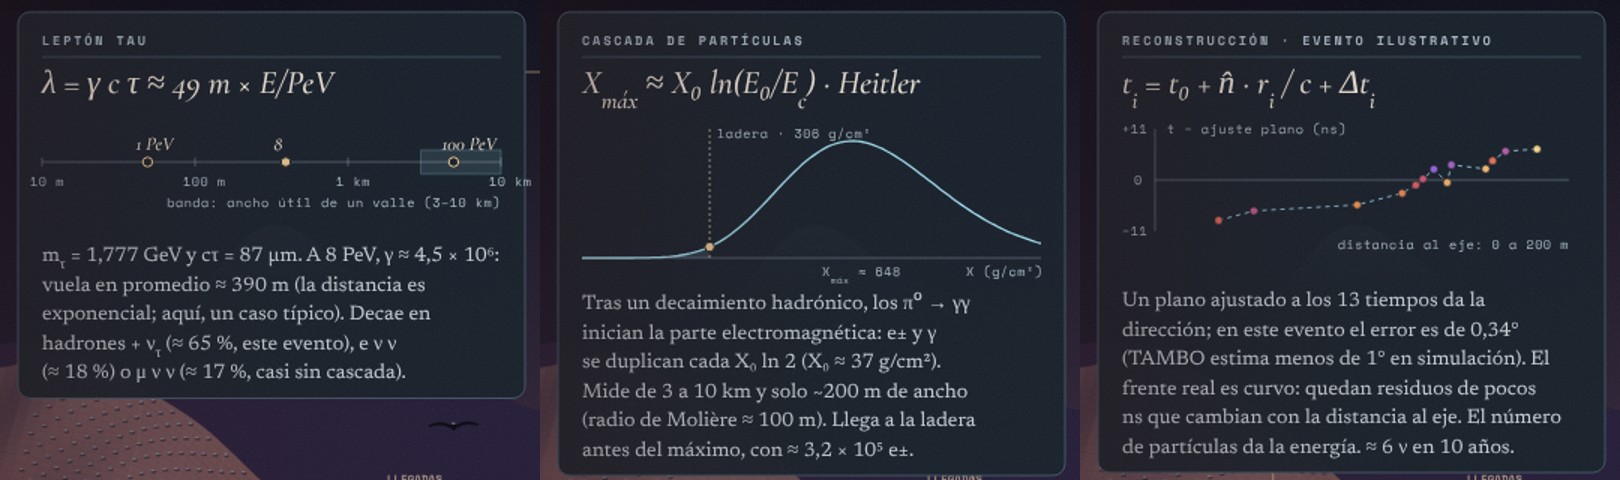 LEPTÓN TAU
λ = γ c τ ≈ 49 m × E/PeV
1 PeV 8 100 PeV
10 m 100 m 1 km 10 km
banda: ancho útil de un valle (3–10 km)
mτ = 1,777 GeV y cτ = 87 µm. A 8 PeV, γ ≈ 4,5 × 10⁶:
vuela en promedio ≈ 390 m (la distancia es
exponencial; aquí, un caso típico). Decae en
hadrones + ντ (≈ 65 %, este evento), e ν ν
(≈ 18 %) o µ ν ν (≈ 17 %, casi sin cascada).
CASCADA DE PARTÍCULAS
Xmáx ≈ X₀ ln(E₀/Ec) · Heitler
ladera · 306 g/cm²
Xmáx ≈ 648 X (g/cm²)
Tras un decaimiento hadrónico, los π⁰ → γγ
inician la parte electromagnética: e± y γ
se duplican cada X₀ ln 2 (X₀ ≈ 37 g/cm²).
Mide de 3 a 10 km y solo ~200 m de ancho
(radio de Molière ≈ 100 m). Llega a la ladera
antes del máximo, con ≈ 3,2 × 10⁵ e±.
LLEGADAS
RECONSTRUCCIÓN · EVENTO ILUSTRATIVO
tᵢ = t₀ + n̂ · rᵢ / c + Δtᵢ
+11 t – ajuste plano (ns)
0
−11
distancia al eje: 0 a 200 m
Un plano ajustado a los 13 tiempos da la
dirección; en este evento el error es de 0,34°
(TAMBO estima menos de 1° en simulación). El
frente real es curvo: quedan residuos de pocos
ns que cambian con la distancia al eje. El número
de partículas da la energía. ≈ 6 ν en 10 años.